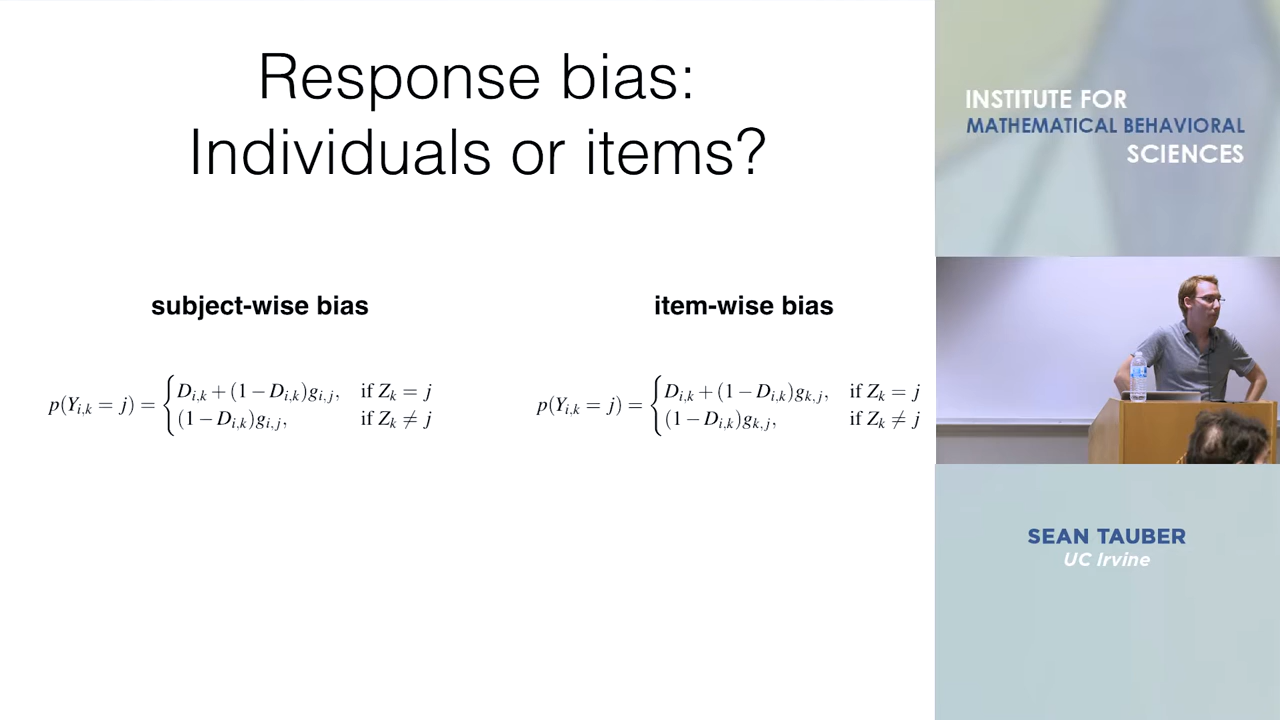 Response bias:
Individuals or items?
subject-wise bias
p(Y_{i,k} = j) = { D_{i,k} + (1 − D_{i,k})g_{i,j}, if Z_k = j
(1 − D_{i,k})g_{i,j}, if Z_k ≠ j
item-wise bias
p(Y_{i,k} = j) = { D_{i,k} + (1 − D_{i,k})g_{k,j}, if Z_k = j
(1 − D_{i,k})g_{k,j}, if Z_k ≠ j
INSTITUTE FOR
MATHEMATICAL BEHAVIORAL
SCIENCES
SEAN TAUBER
UC Irvine